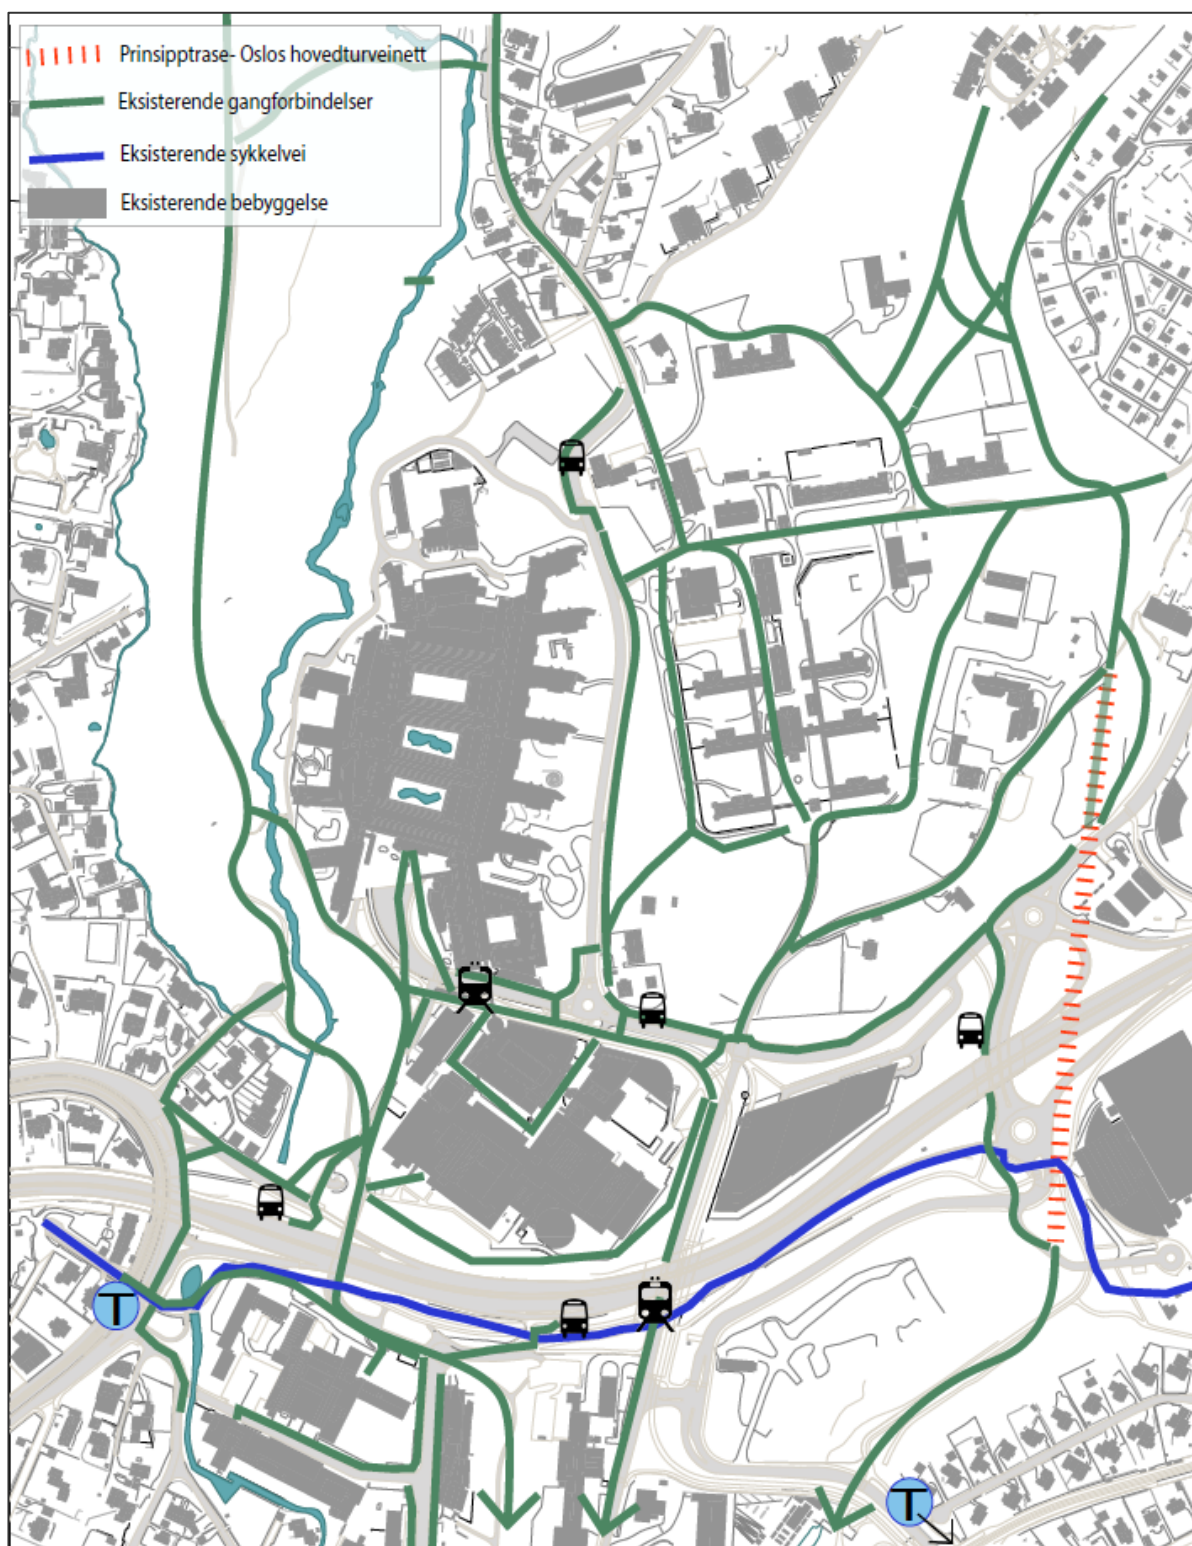 Prinsipptrase- Oslos hovedturveinett
Eksisterende gangforbindelser
Eksisterende sykkelvei
Eksisterende bebyggelse
T
T